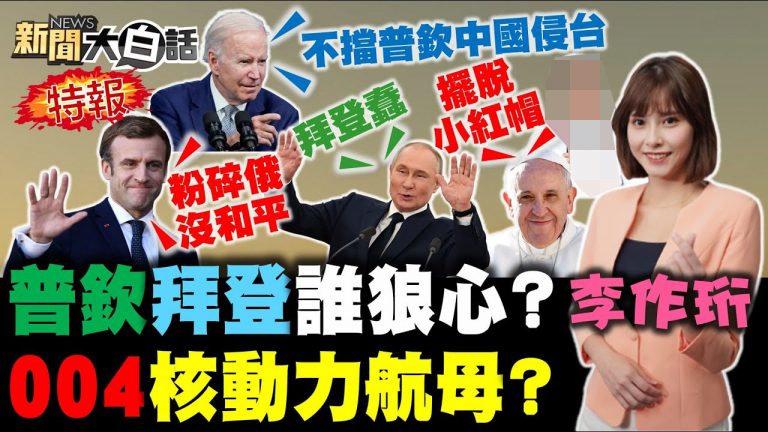 NEWS
新聞大白話
特報
不擋普欽中國侵台
擺脫
小紅帽
拜登蠢
粉碎俄
沒和平
普欽拜登誰狼心？李作珩
004核動力航母？